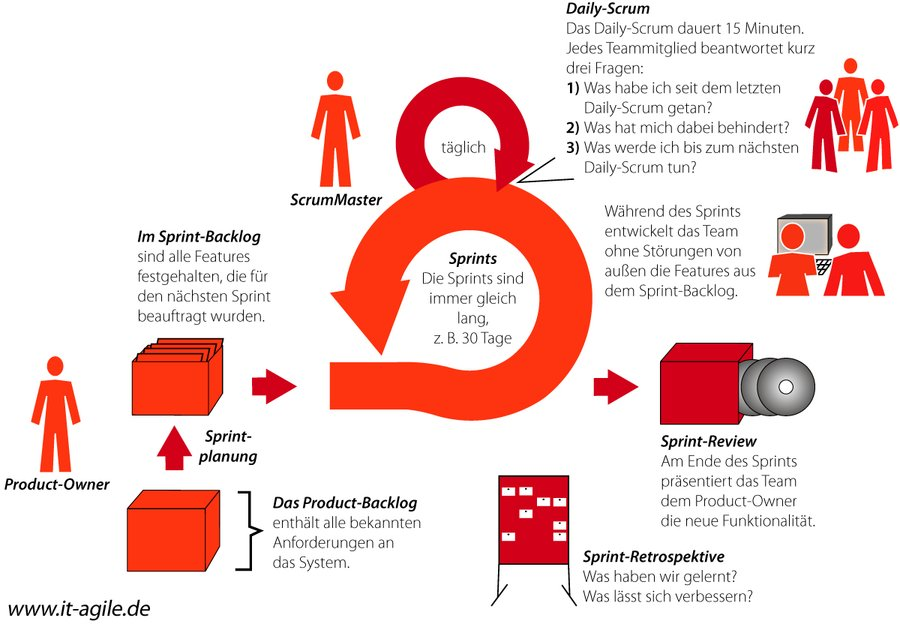 Daily-Scrum
Das Daily-Scrum dauert 15 Minuten.
Jedes Teammitglied beantwortet kurz
drei Fragen:
1) Was habe ich seit dem letzten
Daily-Scrum getan?
2) Was hat mich dabei behindert?
3) Was werde ich bis zum nächsten
Daily-Scrum tun?
täglich
ScrumMaster
Während des Sprints
entwickelt das Team
ohne Störungen von
außen die Features aus
dem Sprint-Backlog.
Im Sprint-Backlog
sind alle Features
festgehalten, die für
den nächsten Sprint
beauftragt wurden.
Sprints
Die Sprints sind
immer gleich
lang,
z. B. 30 Tage
Sprint-
planung
Product-Owner
Sprint-Review
Am Ende des Sprints
präsentiert das Team
dem Product-Owner
die neue Funktionalität.
Das Product-Backlog
enthält alle bekannten
Anforderungen an
das System.
Sprint-Retrospektive
Was haben wir gelernt?
Was lässt sich verbessern?
www.it-agile.de